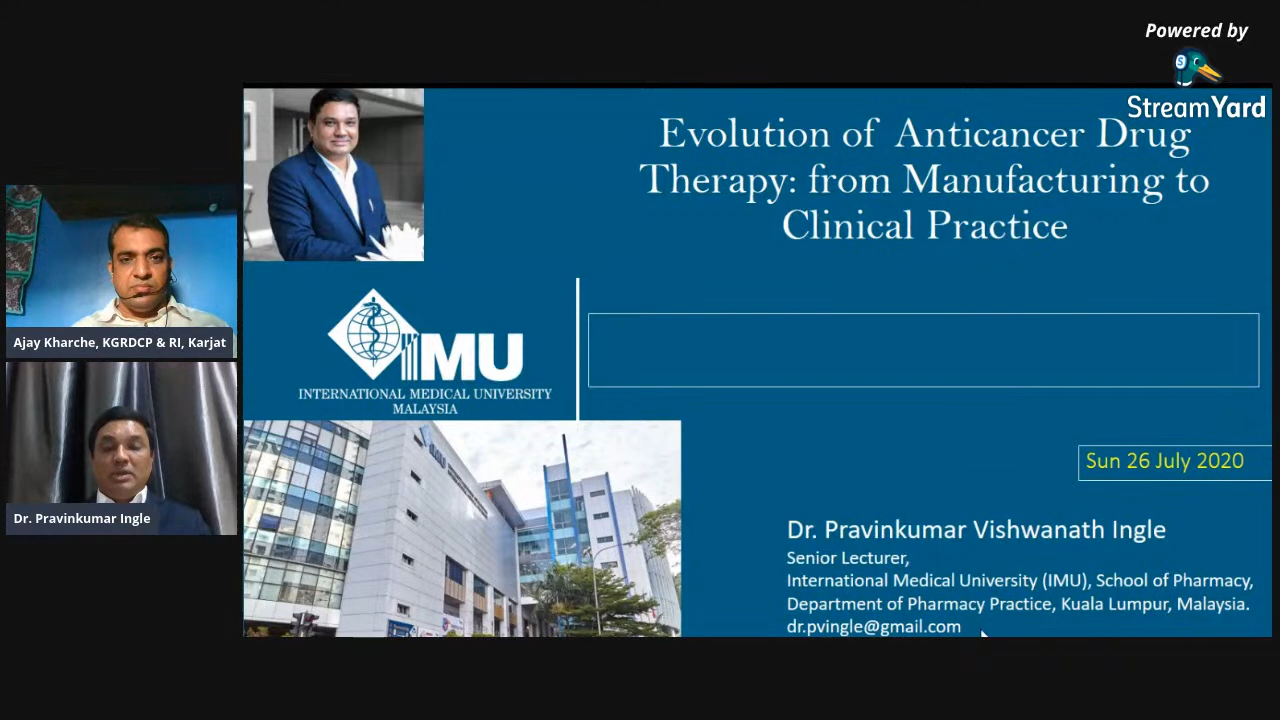 Powered by
StreamYard
Evolution of Anticancer Drug
Therapy: from Manufacturing to
Clinical Practice
IMU
INTERNATIONAL MEDICAL UNIVERSITY
MALAYSIA
Ajay Kharche, KGRDCP & RI, Karjat
Dr. Pravinkumar Ingle
Sun 26 July 2020
Dr. Pravinkumar Vishwanath Ingle
Senior Lecturer,
International Medical University (IMU), School of Pharmacy,
Department of Pharmacy Practice, Kuala Lumpur, Malaysia.
dr.pvingle@gmail.com